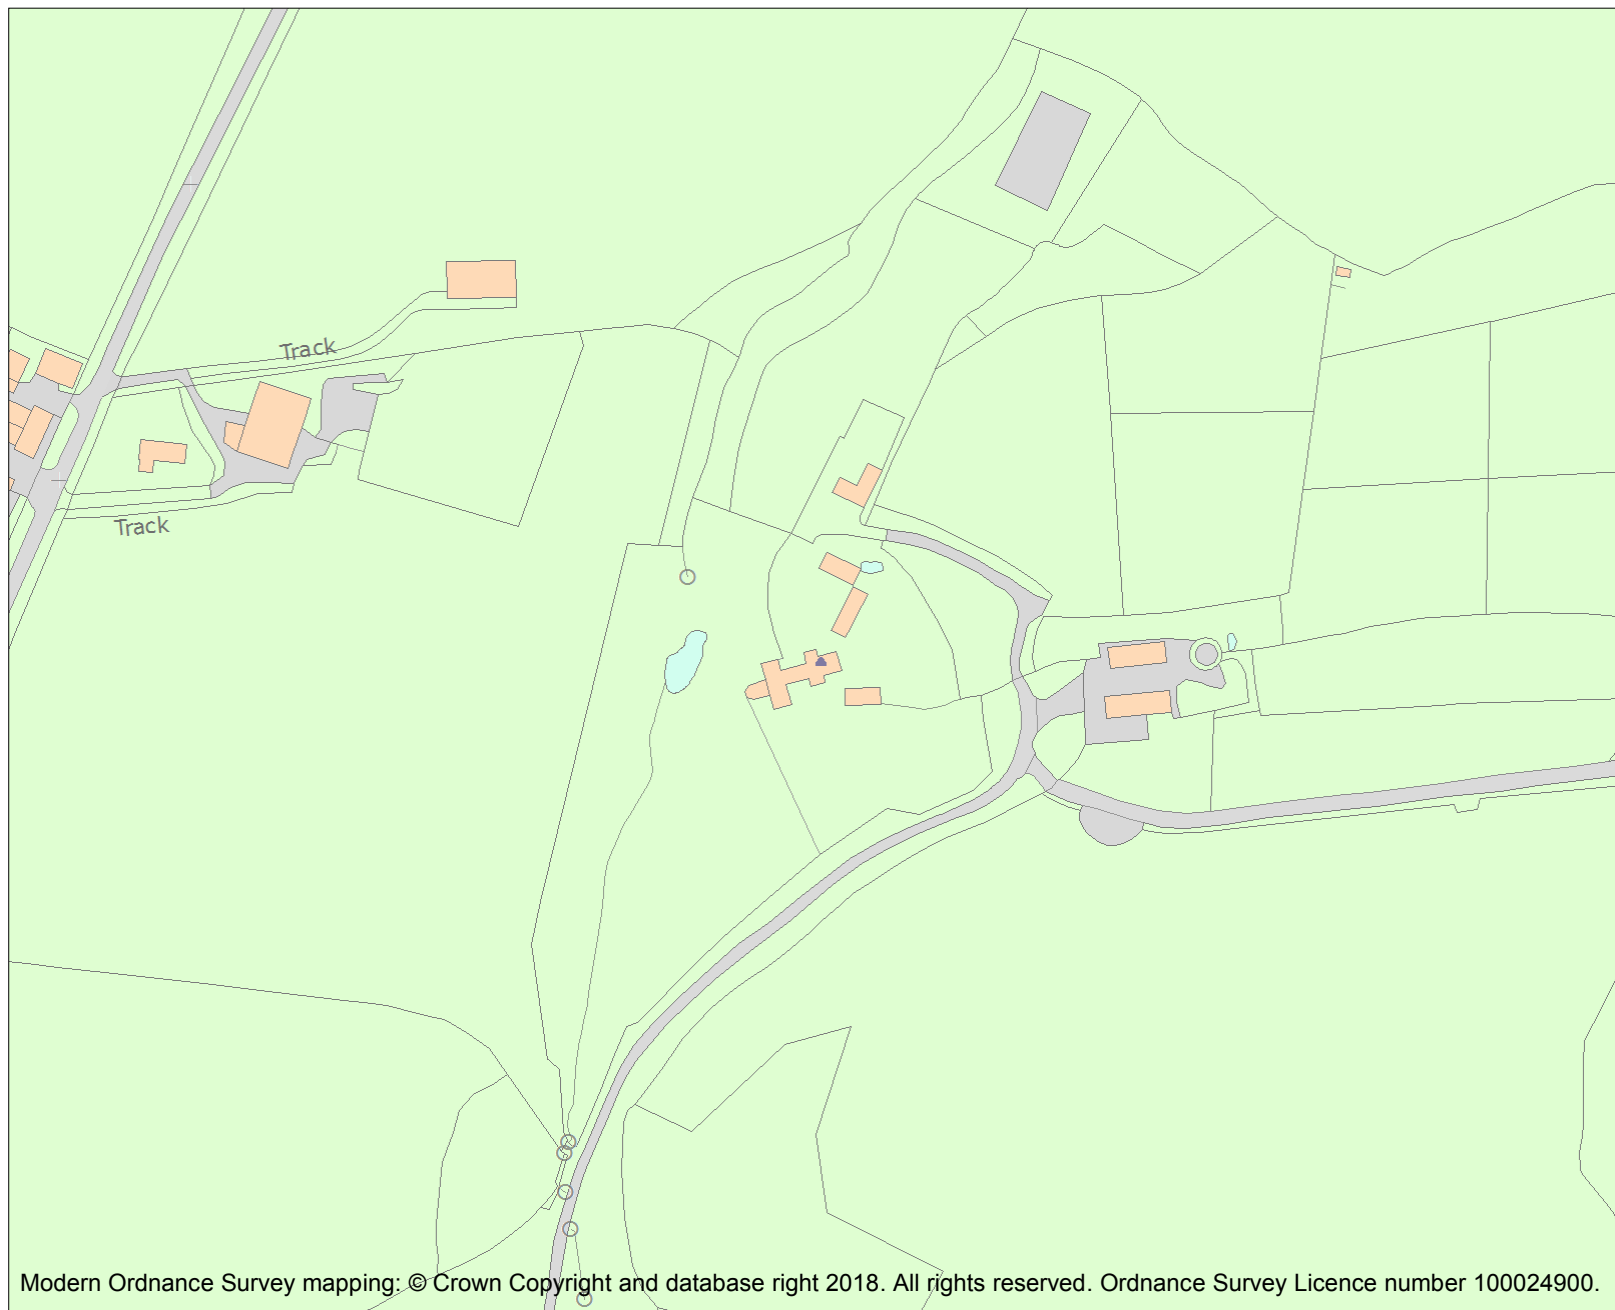 Track
Track
Modern Ordnance Survey mapping: © Crown Copyright and database right 2018. All rights reserved. Ordnance Survey Licence number 100024900.